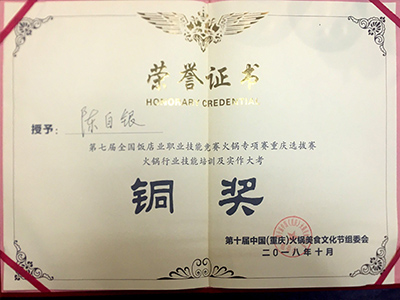 荣誉证书
HONORARY CREDENTIAL
授予：陈自银
第七届全国饭店业职业技能竞赛火锅专项赛重庆选拔赛
火锅行业技能培训及实作大考
铜奖
第十届中国(重庆)火锅美食文化节组委会
二〇一八年十月